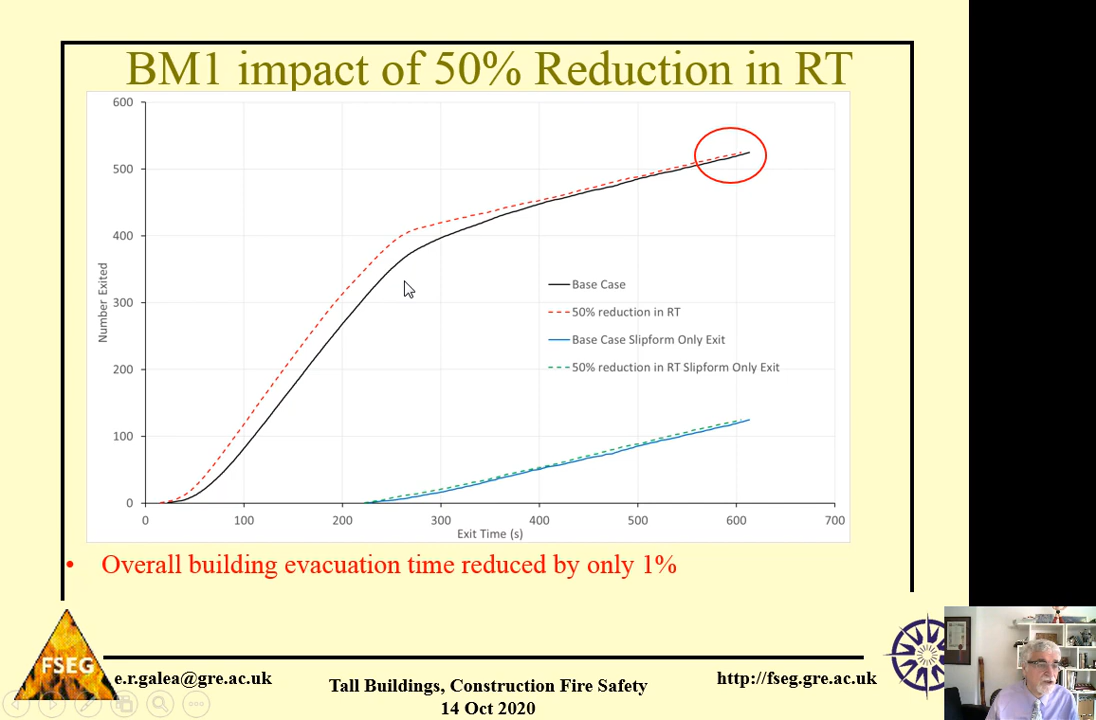 BM1 impact of 50% Reduction in RT
600
500
400
300
200
100
0
Number Exited
Base Case
50% reduction in RT
Base Case Slipform Only Exit
50% reduction in RT Slipform Only Exit
0 100 200 300 400 500 600 700
Exit Time (s)
• Overall building evacuation time reduced by only 1%
FSEG
e.r.galea@gre.ac.uk
Tall Buildings, Construction Fire Safety
14 Oct 2020
http://fseg.gre.ac.uk